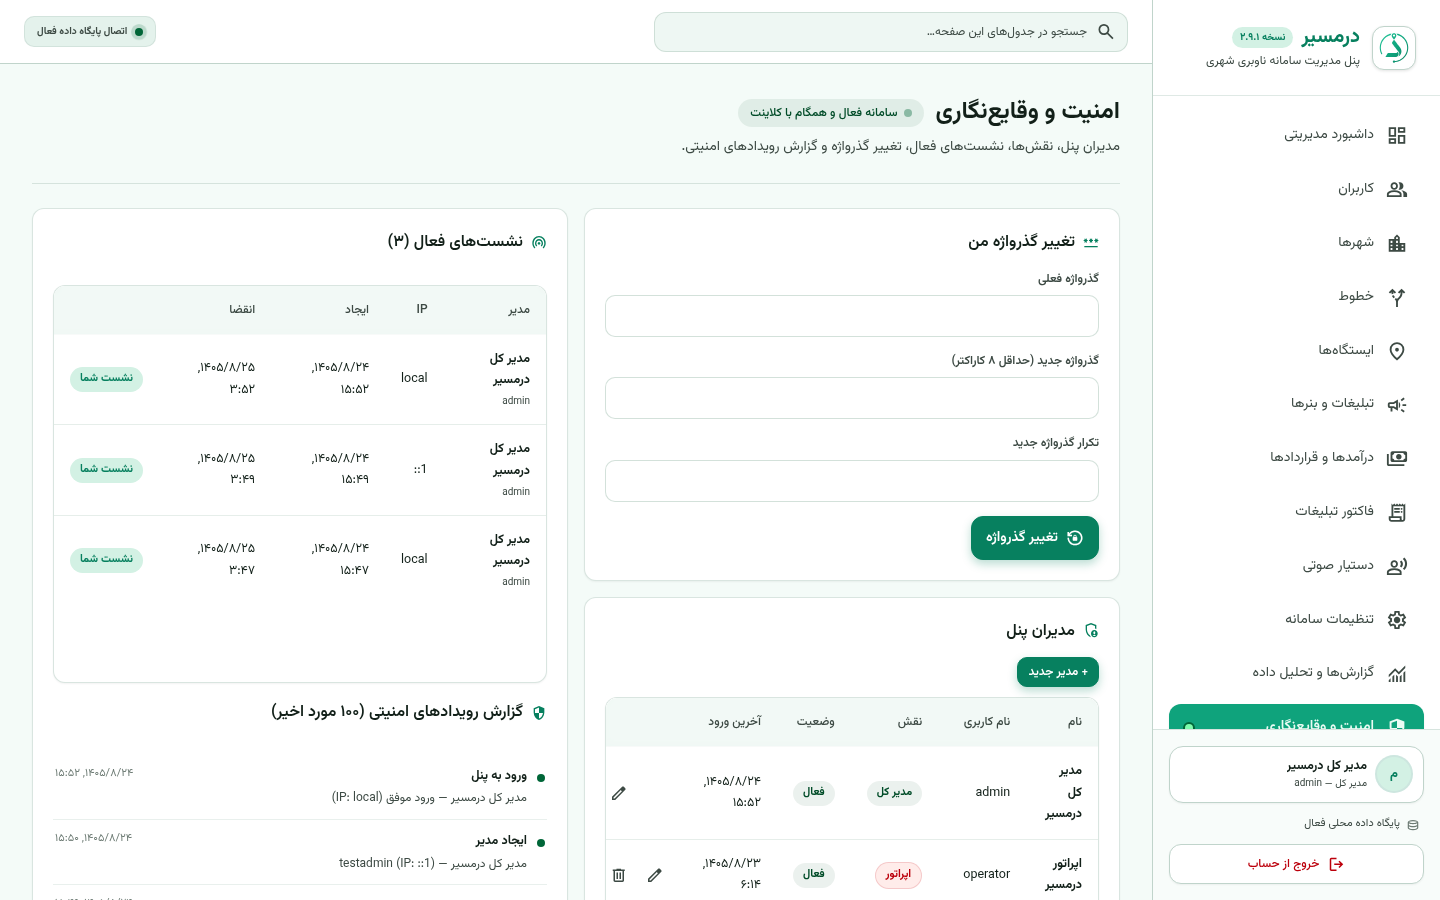 درمسیر
نسخه ۲.۹.۱
پنل مدیریت سامانه ناوبری شهری
داشبورد مدیریتی
کاربران
شهرها
خطوط
ایستگاه‌ها
تبلیغات و بنرها
درآمدها و قراردادها
فاکتور تبلیغات
دستیار صوتی
تنظیمات سامانه
گزارش‌ها و تحلیل داده
امنیت و وقایع‌نگاری
م
مدیر کل درمسیر
مدیر کل — admin
پایگاه داده محلی فعال
خروج از حساب
جستجو در جدول‌های این صفحه...
اتصال پایگاه داده فعال
امنیت و وقایع‌نگاری
سامانه فعال و همگام با کلاینت
مدیران پنل، نقش‌ها، نشست‌های فعال، تغییر گذرواژه و گزارش رویدادهای امنیتی.
تغییر گذرواژه من
گذرواژه فعلی
گذرواژه جدید (حداقل ۸ کاراکتر)
تکرار گذرواژه جدید
تغییر گذرواژه
مدیران پنل
+ مدیر جدید
نام نام کاربری نقش وضعیت آخرین ورود
مدیر
کل
درمسیر
admin
مدیر کل
فعال
۱۴۰۵/۸/۲۴,
۱۵:۵۲
اپراتور
درمسیر
operator
اپراتور
فعال
۱۴۰۵/۸/۲۳,
۶:۱۴
نشست‌های فعال (۳)
مدیر IP ایجاد انقضا
مدیر کل
درمسیر
admin
local
۱۴۰۵/۸/۲۴,
۱۵:۵۲
۱۴۰۵/۸/۲۵,
۳:۵۲
نشست شما
مدیر کل
درمسیر
admin
::1
۱۴۰۵/۸/۲۴,
۱۵:۴۹
۱۴۰۵/۸/۲۵,
۳:۴۹
نشست شما
مدیر کل
درمسیر
admin
local
۱۴۰۵/۸/۲۴,
۱۵:۴۷
۱۴۰۵/۸/۲۵,
۳:۴۷
نشست شما
گزارش رویدادهای امنیتی (۱۰۰ مورد اخیر)
ورود به پنل
۱۴۰۵/۸/۲۴, ۱۵:۵۲
مدیر کل درمسیر — ورود موفق (IP: local)
ایجاد مدیر
۱۴۰۵/۸/۲۴, ۱۵:۵۰
مدیر کل درمسیر — testadmin (IP: ::1)